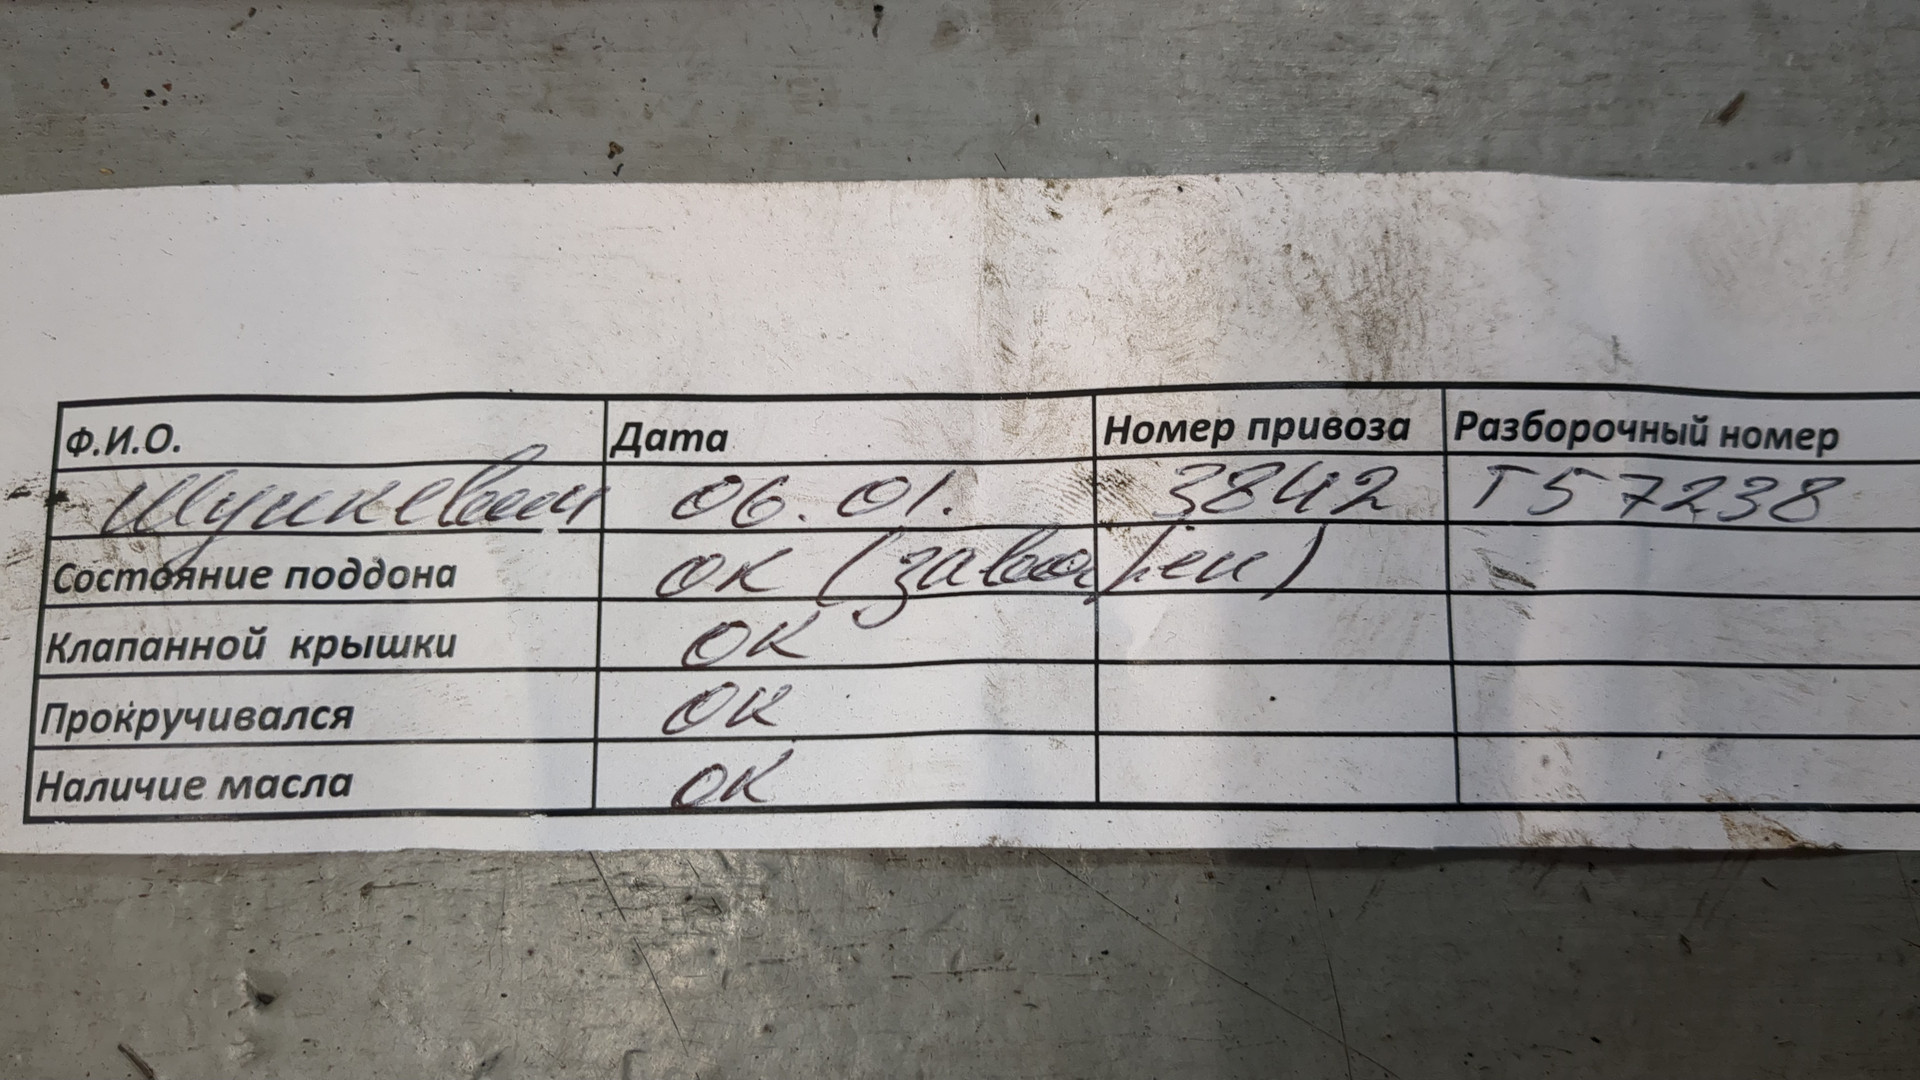 Ф.И.О. Дата Номер привоза Разборочный номер
06.01. 3842 Т57238
Состояние поддона ок (заварен)
Клапанной крышки ок
Прокручивался ок
Наличие масла ок